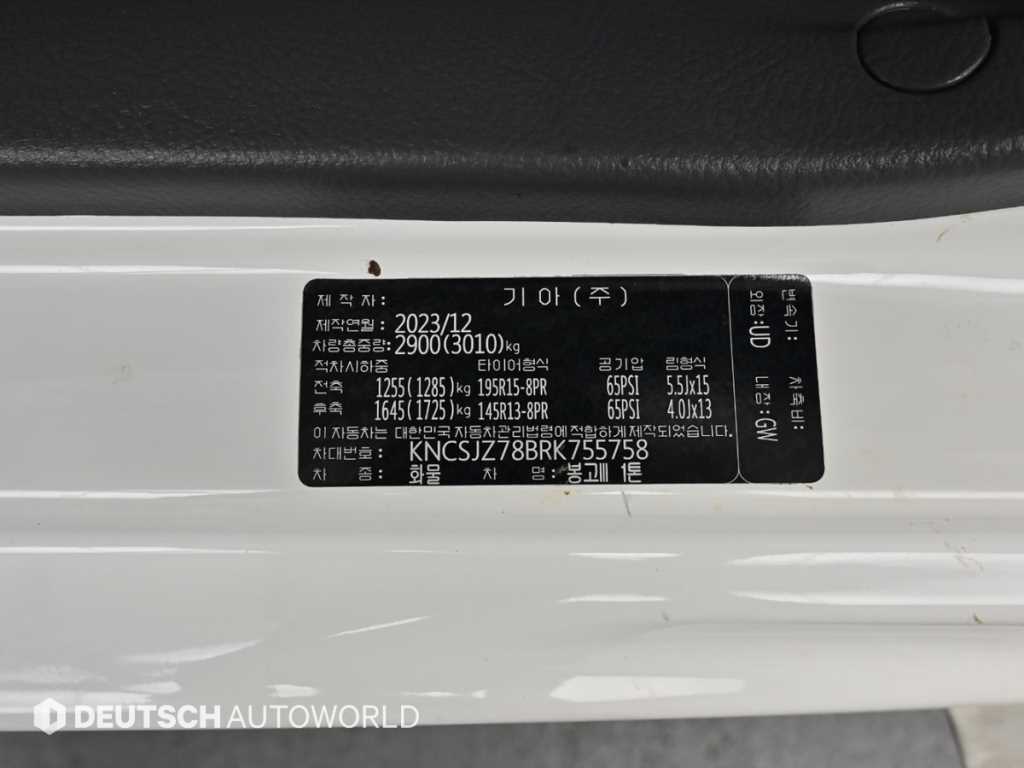 제 작 자: 기 아 ( 주 )
제작연월: 2023/12
차량총중량: 2900(3010)kg
적차시하중 타이어형식 공기압 림형식
전축 1255(1285)kg 195R15-8PR 65PSI 5.5Jx15
후축 1645(1725)kg 145R13-8PR 65PSI 4.0Jx13
이 자동차는 대한민국 자동차관리법령에 적합하게 제작되었습니다.
차대번호: KNCSJZ78BRK755758
차 종: 화물 차 명: 봉고III 1톤
변속기: 차축비:
외장:UD 내장:GW
DEUTSCH AUTOWORLD